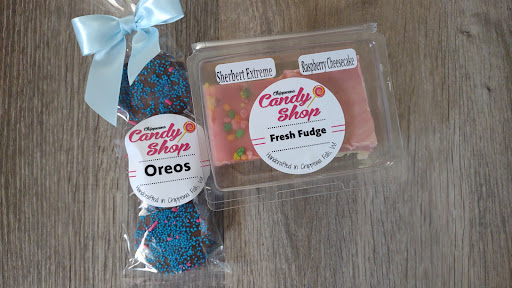 Chippewa
Candy
Shop
Oreos
Handcrafted in Chippewa Falls, WI
Sherbert Extreme
Raspberry Cheesecake
Chippewa
Candy
Shop
Fresh Fudge
Handcrafted in Chippewa Falls, WI